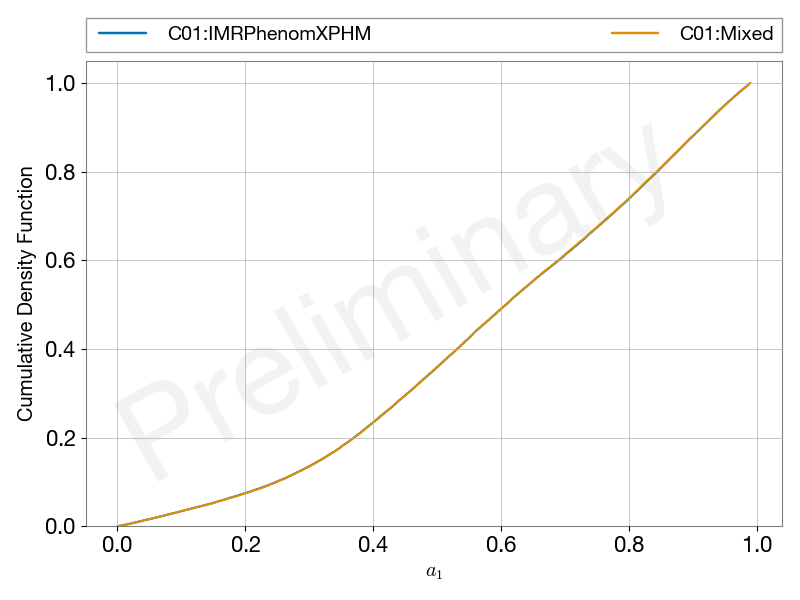 C01:IMRPhenomXPHM C01:Mixed
Cumulative Density Function
1.0
0.8
0.6
0.4
0.2
0.0
Preliminary
0.0 0.2 0.4 0.6 0.8 1.0
a₁